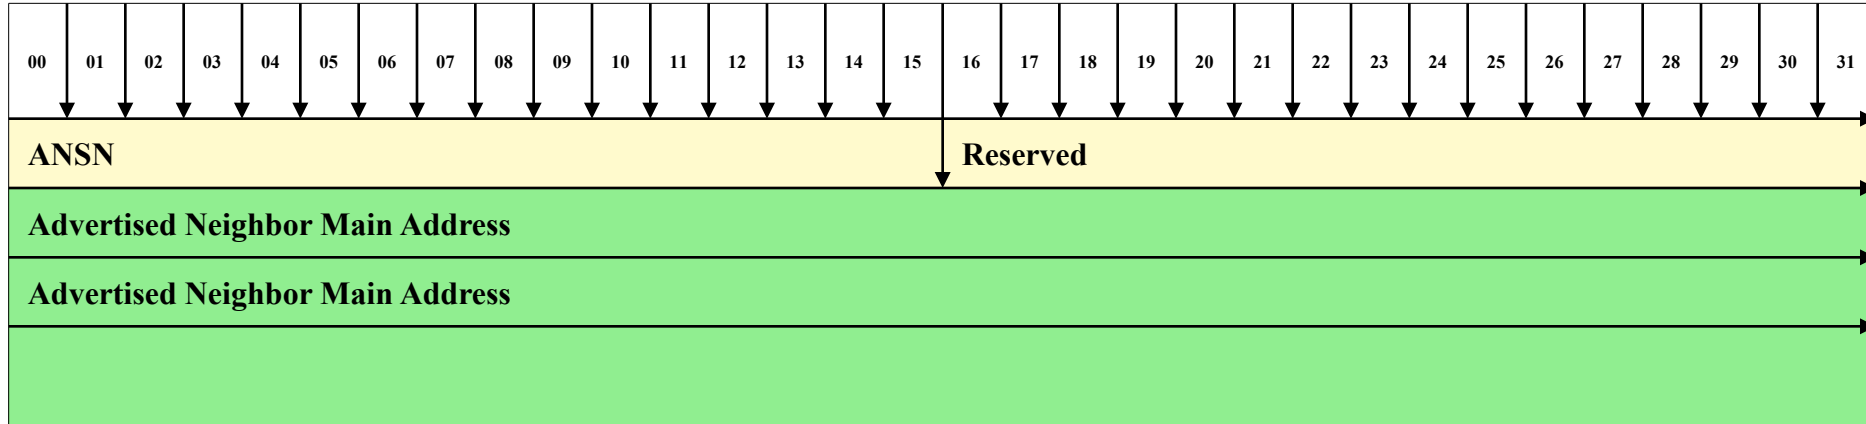 00 01 02 03 04 05 06 07 08 09 10 11 12 13 14 15 16 17 18 19 20 21 22 23 24 25 26 27 28 29 30 31
ANSN Reserved
Advertised Neighbor Main Address
Advertised Neighbor Main Address